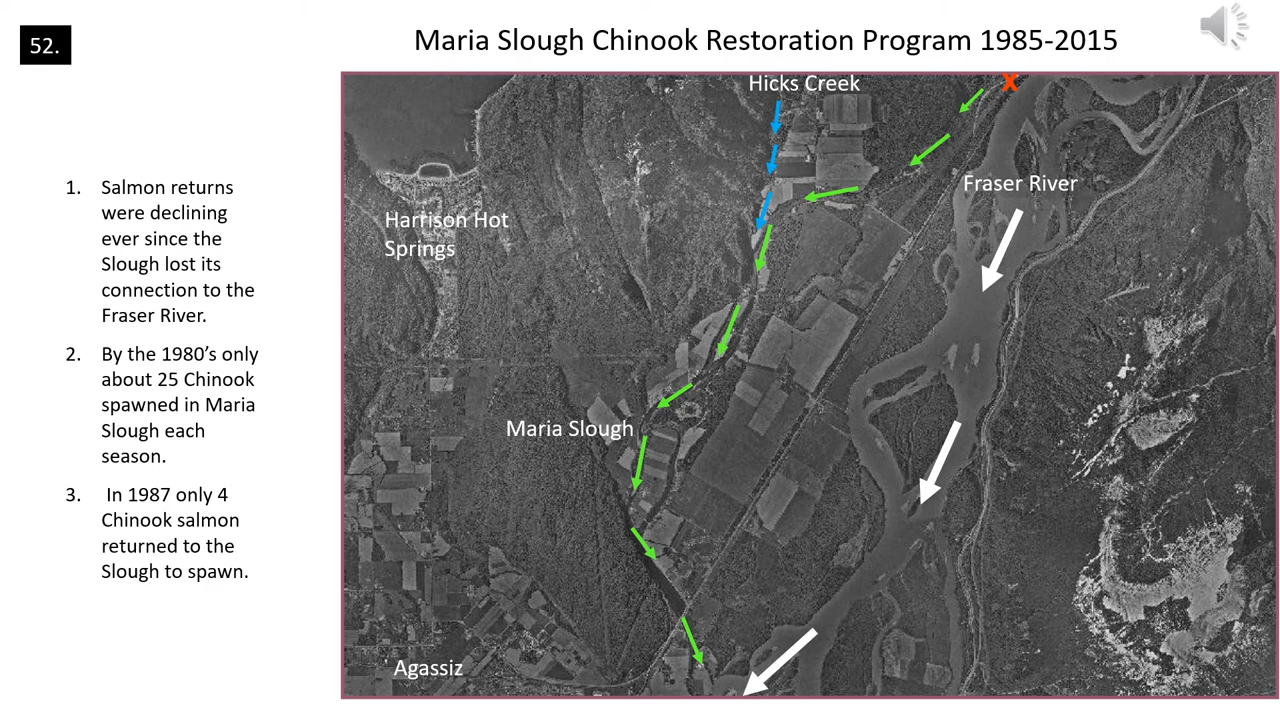 52.
Maria Slough Chinook Restoration Program 1985-2015
1. Salmon returns
were declining
ever since the
Slough lost its
connection to the
Fraser River.
2. By the 1980’s only
about 25 Chinook
spawned in Maria
Slough each
season.
3. In 1987 only 4
Chinook salmon
returned to the
Slough to spawn.
Hicks Creek
X
Fraser River
Harrison Hot
Springs
Maria Slough
Agassiz